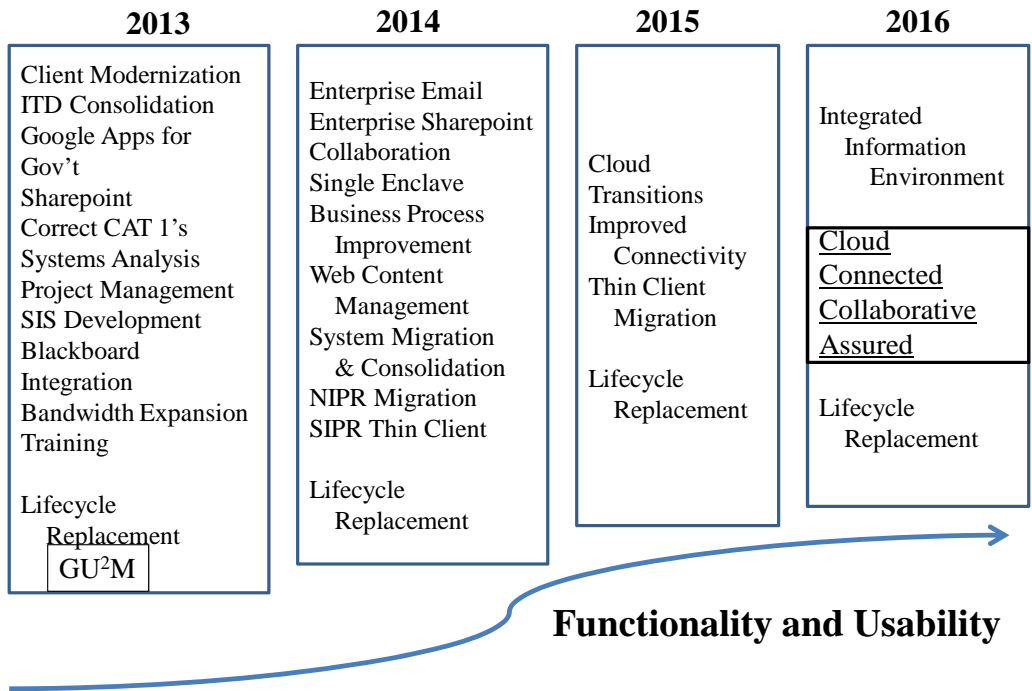 2013
Client Modernization
ITD Consolidation
Google Apps for
Gov’t
Sharepoint
Correct CAT 1’s
Systems Analysis
Project Management
SIS Development
Blackboard
Integration
Bandwidth Expansion
Training
Lifecycle
Replacement
GU²M
2014
Enterprise Email
Enterprise Sharepoint
Collaboration
Single Enclave
Business Process
Improvement
Web Content
Management
System Migration
& Consolidation
NIPR Migration
SIPR Thin Client
Lifecycle
Replacement
2015
Cloud
Transitions
Improved
Connectivity
Thin Client
Migration
Lifecycle
Replacement
2016
Integrated
Information
Environment
Cloud
Connected
Collaborative
Assured
Lifecycle
Replacement
Functionality and Usability